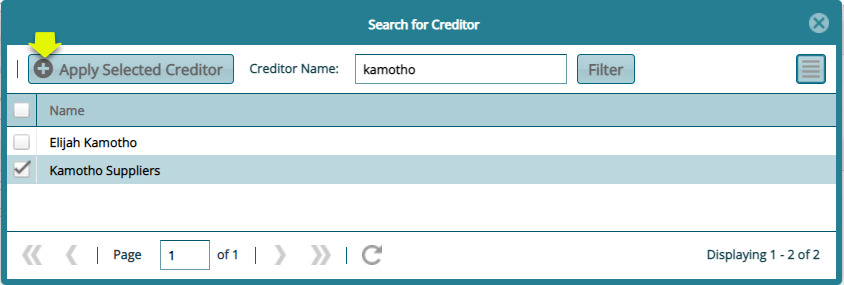 Search for Creditor
Apply Selected Creditor Creditor Name: kamotho Filter
Name
Elijah Kamotho
Kamotho Suppliers
Page 1 of 1 Displaying 1 - 2 of 2